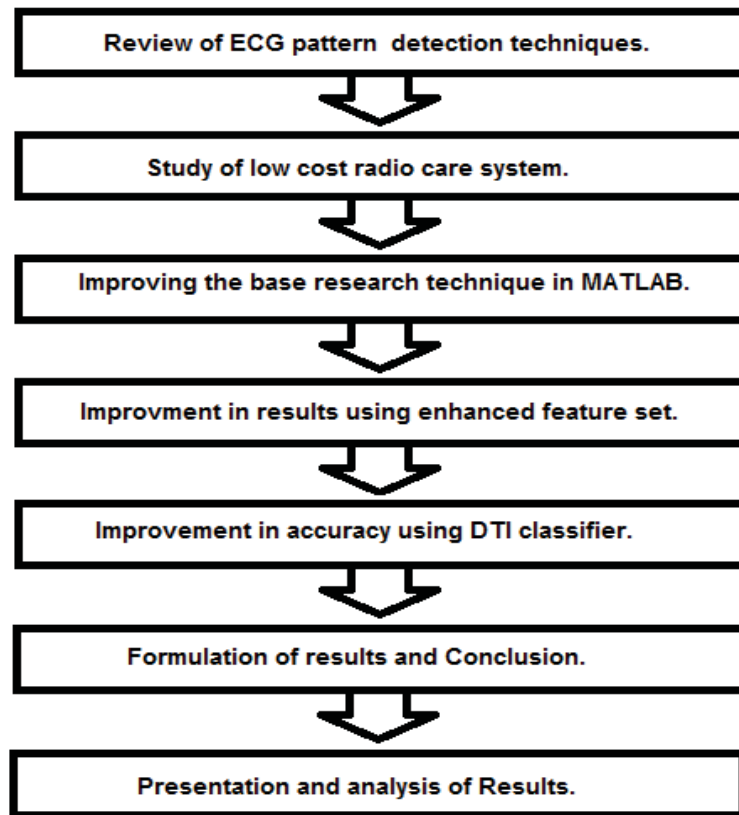 Review of ECG pattern detection techniques.
Study of low cost radio care system.
Improving the base research technique in MATLAB.
Improvment in results using enhanced feature set.
Improvement in accuracy using DTI classifier.
Formulation of results and Conclusion.
Presentation and analysis of Results.